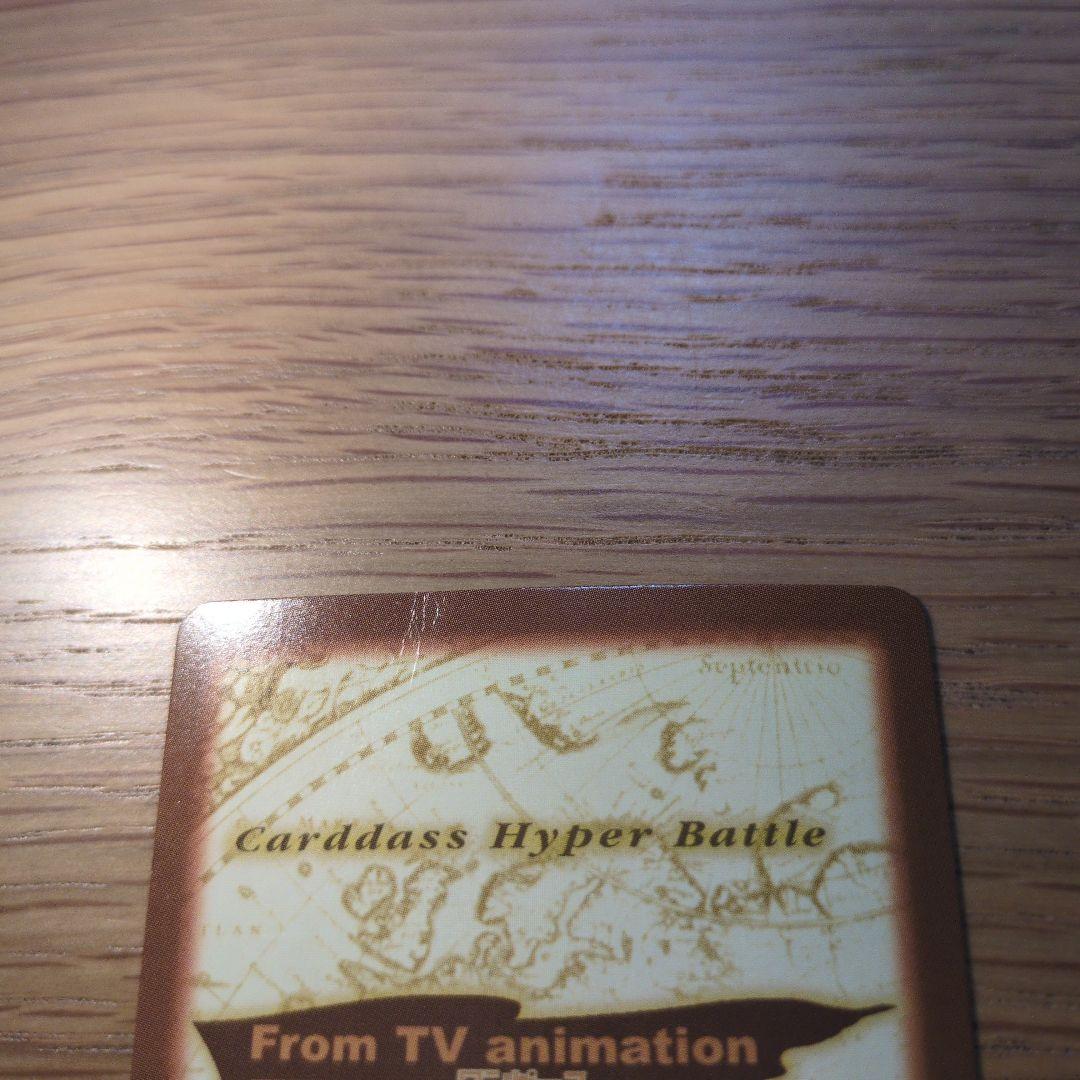 Septentrio
Carddass Hyper Battle
From TV animation